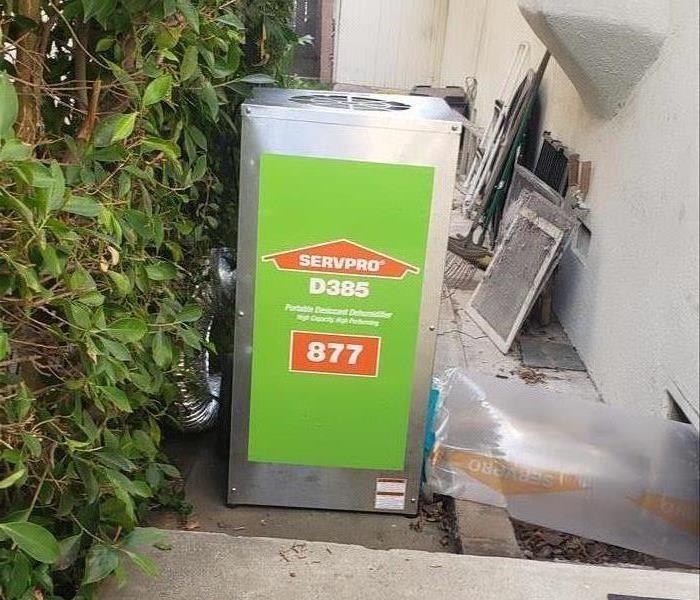 SERVPRO®
D385
Portable Desiccant Dehumidifier
High Capacity, High Performing
877
SERVPRO